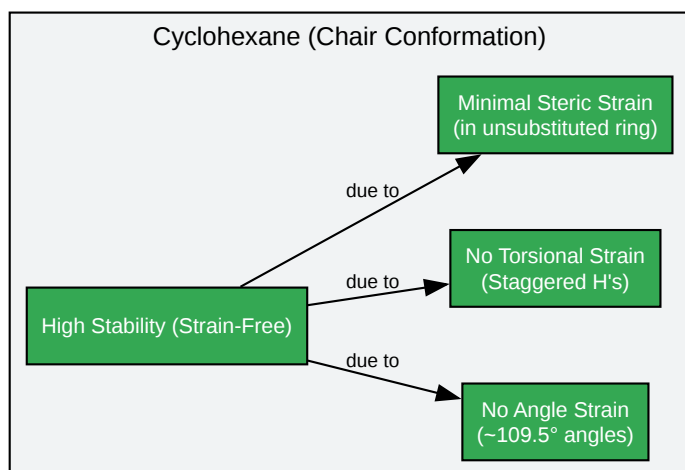 Cyclohexane (Chair Conformation)
Minimal Steric Strain
(in unsubstituted ring)
due to
No Torsional Strain
(Staggered H's)
due to
High Stability (Strain-Free)
due to
No Angle Strain
(~109.5° angles)